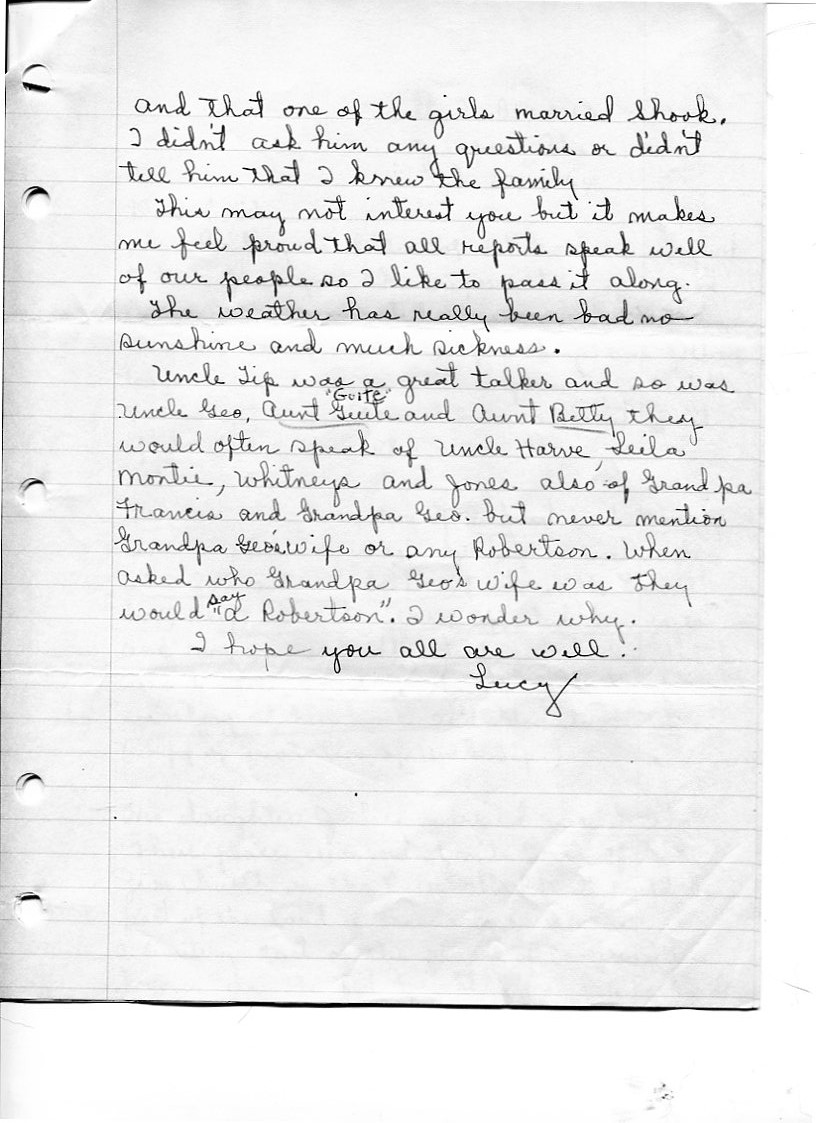 and that one of the girls married Shook.
I didn't ask him any questions or didn't
tell him that I knew the family
This may not interest you but it makes
me feel proud that all reports speak well
of our people so I like to pass it along.
The weather has really been bad no
sunshine and much sickness.
Uncle Tip was a great talker and so was
"Guite"
Uncle Geo, Aunt Guite and Aunt Betty they
would often speak of Uncle Harve, Leila
Montie, Whitneys and Jones also of Grand pa
Francis and Grandpa Geo. but never mention
Grandpa Geo's wife or any Robertson. When
asked who Grandpa Geo's wife was they
would say "a Robertson". I wonder why.
I hope you all are well.
Lucy